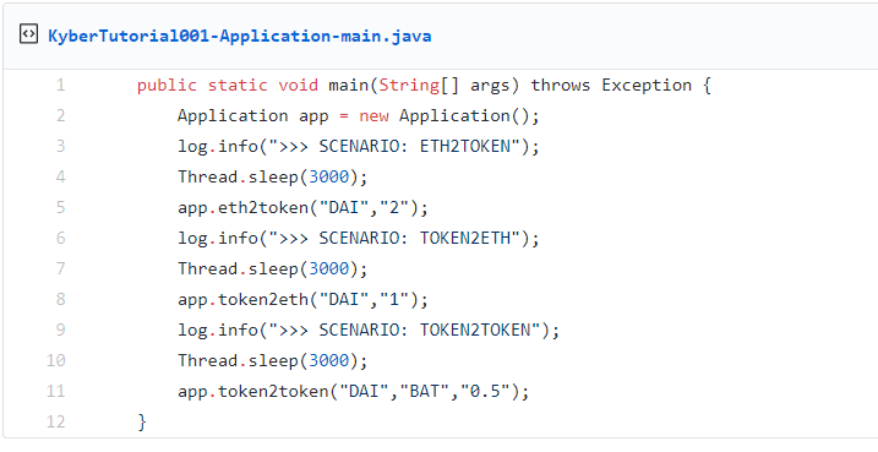 KyberTutorial001-Application-main.java
1 public static void main(String[] args) throws Exception {
2 Application app = new Application();
3 log.info(">>> SCENARIO: ETH2TOKEN");
4 Thread.sleep(3000);
5 app.eth2token("DAI","2");
6 log.info(">>> SCENARIO: TOKEN2ETH");
7 Thread.sleep(3000);
8 app.token2eth("DAI","1");
9 log.info(">>> SCENARIO: TOKEN2TOKEN");
10 Thread.sleep(3000);
11 app.token2token("DAI","BAT","0.5");
12 }